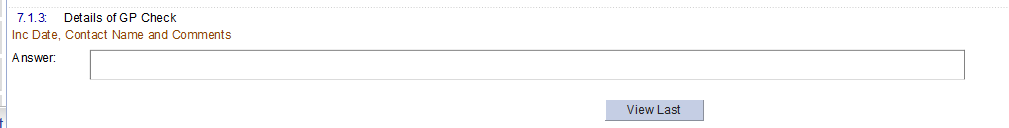 7.1.3: Details of GP Check
Inc Date, Contact Name and Comments
Answer:
View Last